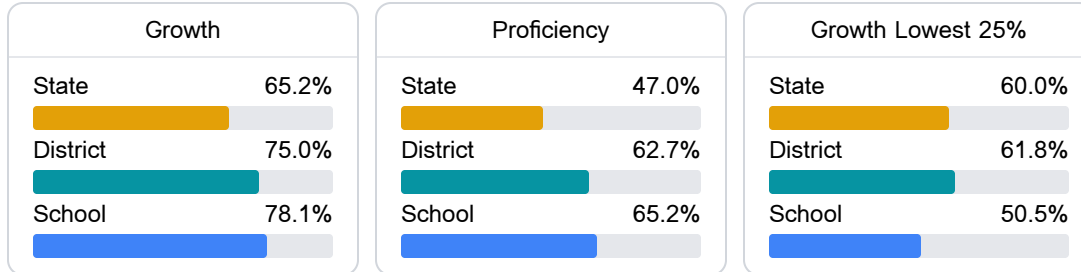 Growth
State 65.2%
District 75.0%
School 78.1%
Proficiency
State 47.0%
District 62.7%
School 65.2%
Growth Lowest 25%
State 60.0%
District 61.8%
School 50.5%